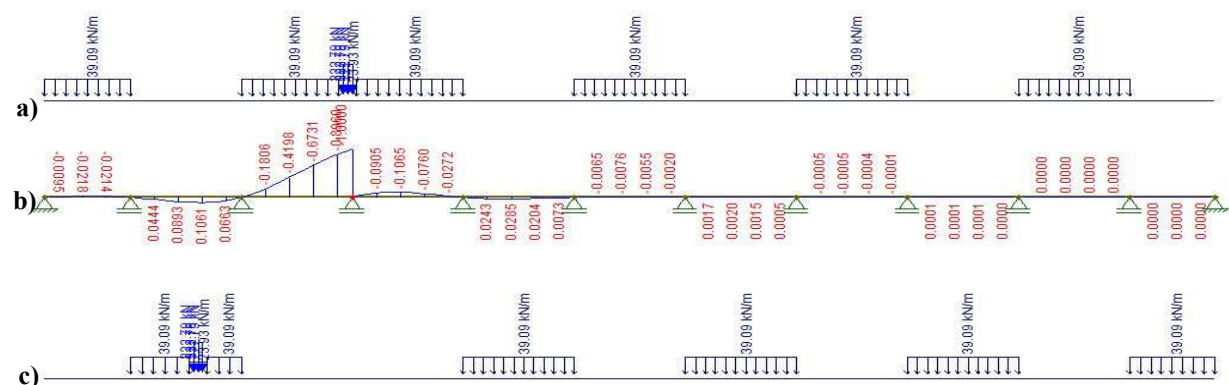 39.09 kN/m 39.09 kN/m 39.09 kN/m 39.09 kN/m 39.09 kN/m 39.09 kN/m
a)
-0.0095 -0.0218 -0.0214 -0.1806 -0.4198 -0.6731 -0.8960 -1.0000 -0.0905 -0.1065 -0.0760 -0.0272 -0.0065 -0.0076 -0.0055 -0.0020 -0.0005 -0.0005 -0.0004 -0.0001 0.0000 0.0000 0.0000 0.0000
b)
0.0444 0.0893 0.1061 0.0663 0.0243 0.0285 0.0204 0.0073 0.0017 0.0020 0.0015 0.0005 0.0001 0.0001 0.0001 0.0000 0.0000 0.0000 0.0000
39.09 kN/m 39.09 kN/m 39.09 kN/m 39.09 kN/m 39.09 kN/m 39.09 kN/m
c)